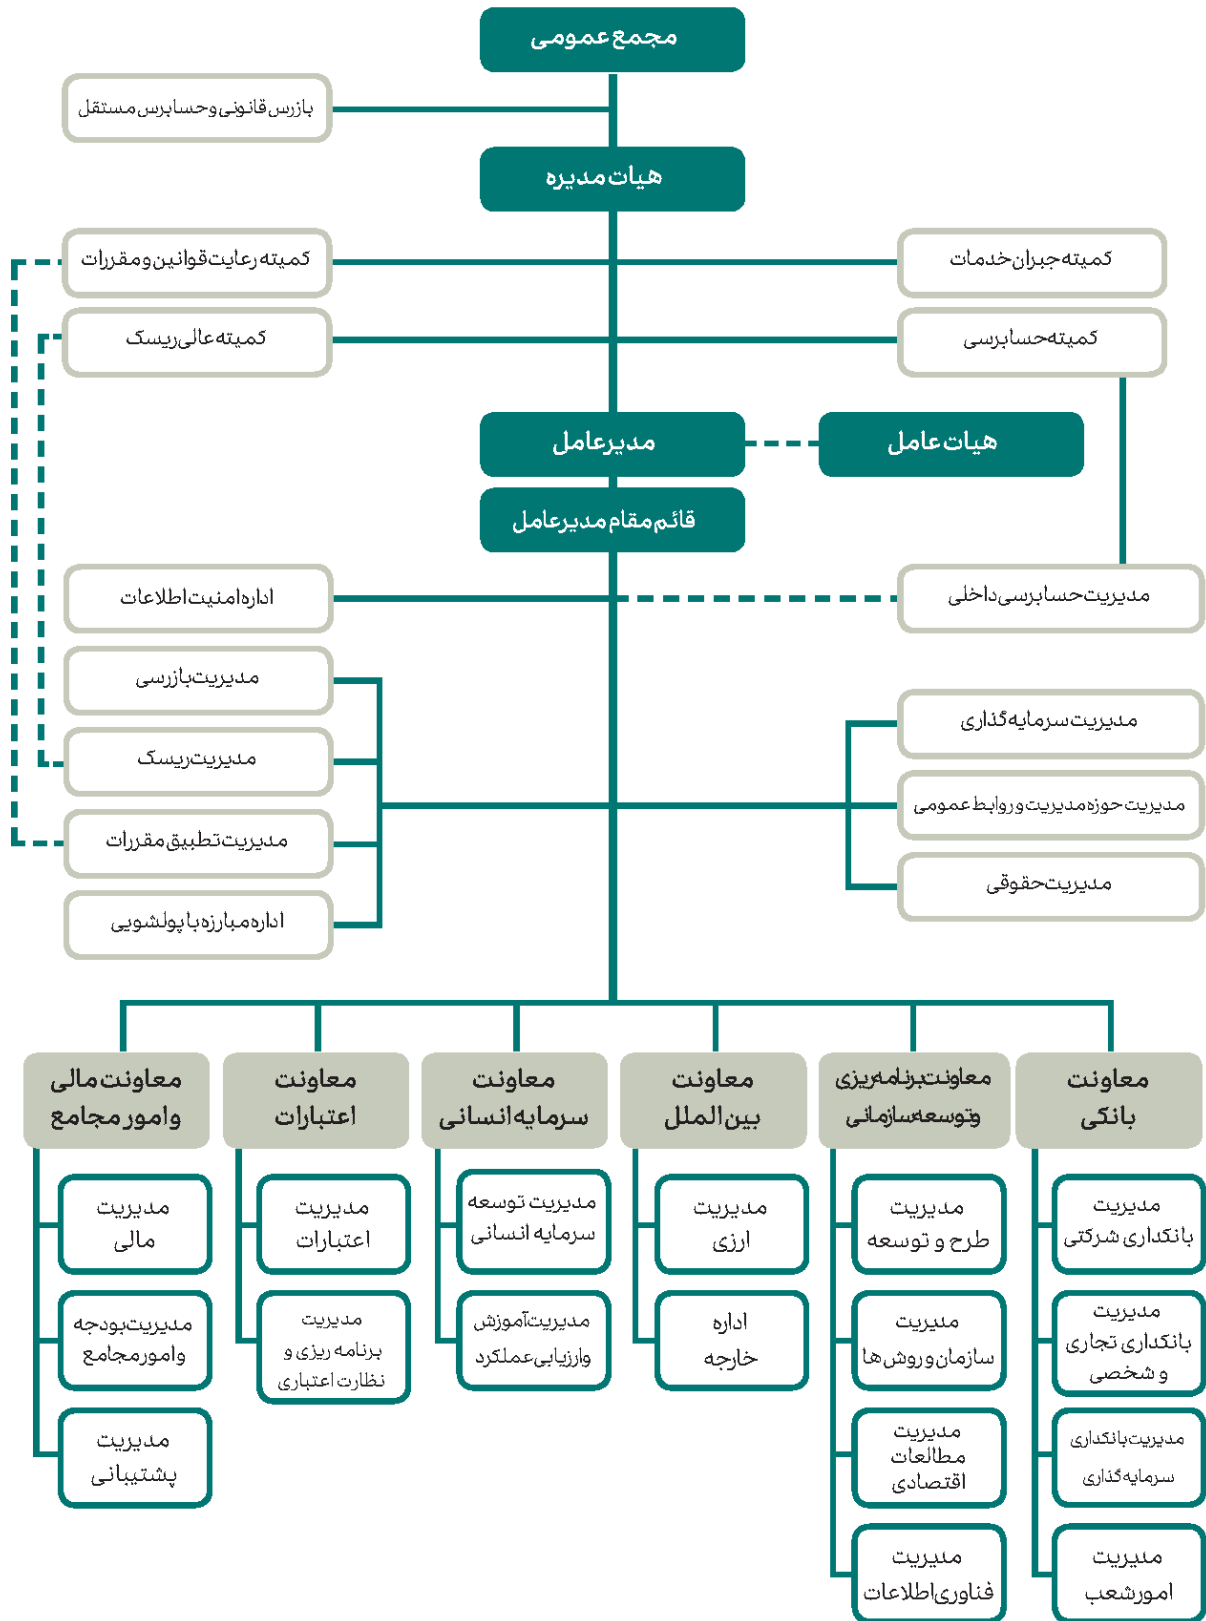 مجمع عمومی
بازرس قانونی و حسابرس مستقل
هیات مدیره
کمیته جبران خدمات
کمیته رعایت قوانین و مقررات
کمیته حسابرسی
کمیته عالی ریسک
هیات عامل
مدیرعامل
قائم مقام مدیرعامل
مدیریت حسابرسی داخلی
اداره امنیت اطلاعات
مدیریت بازرسی
مدیریت سرمایه گذاری
مدیریت ریسک
مدیریت حوزه مدیریت و روابط عمومی
مدیریت تطبیق مقررات
مدیریت حقوقی
اداره مبارزه با پولشویی
معاونت
بانکی
معاونت برنامه ریزی
وتوسعه سازمانی
معاونت
بین الملل
معاونت
سرمایه انسانی
معاونت
اعتبارات
معاونت مالی
و امور مجامع
مدیریت
بانکداری شرکتی
مدیریت
بانکداری تجاری
و شخصی
مدیریت بانکداری
سرمایه گذاری
مدیریت
امور شعب
مدیریت
طرح و توسعه
مدیریت
سازمان و روش ها
مدیریت
مطالعات
اقتصادی
مدیریت
فناوری اطلاعات
مدیریت
ارزی
اداره
خارجه
مدیریت توسعه
سرمایه انسانی
مدیریت آموزش
وارزیابی عملکرد
مدیریت
اعتبارات
مدیریت
برنامه ریزی و
نظارت اعتباری
مدیریت
مالی
مدیریت بودجه
و امور مجامع
مدیریت
پشتیبانی